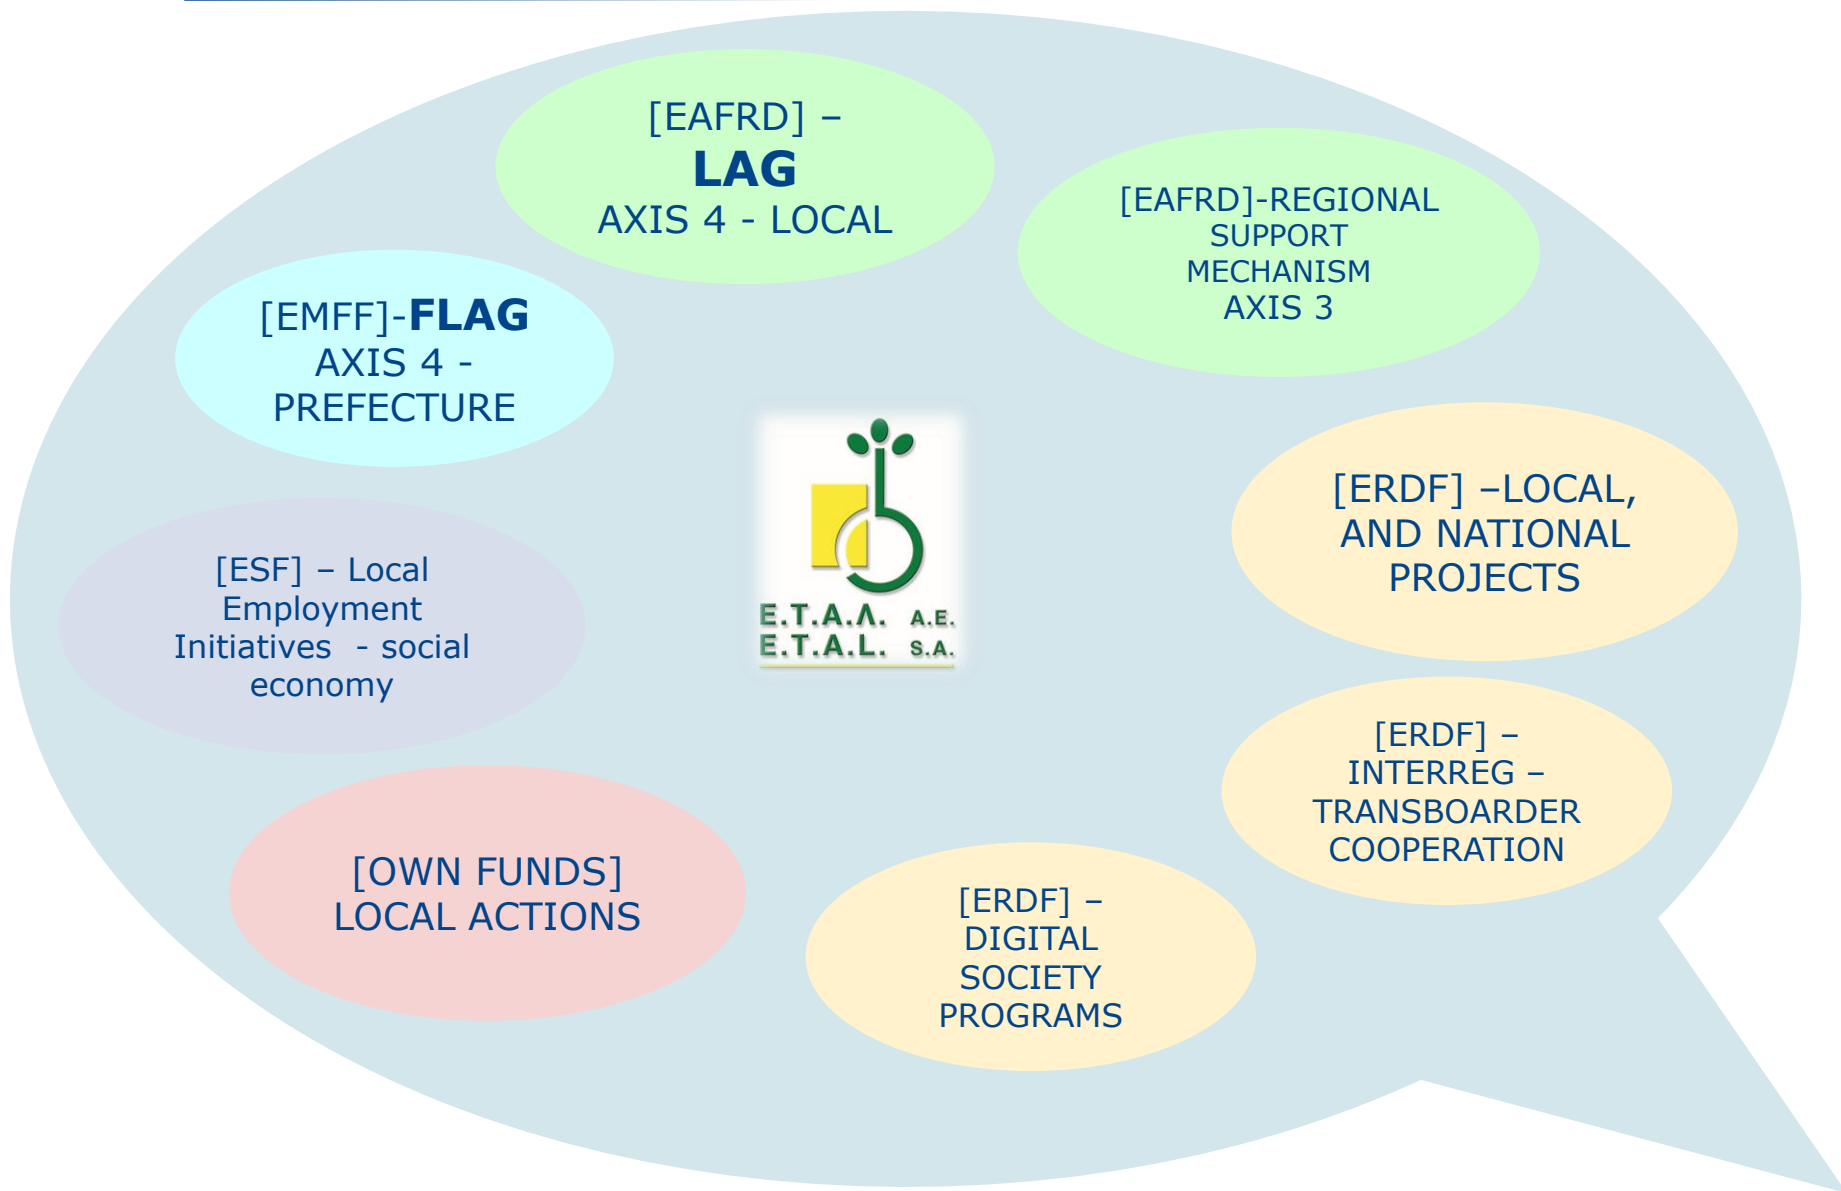 [EAFRD] –
LAG
AXIS 4 - LOCAL
[EAFRD]-REGIONAL
SUPPORT
MECHANISM
AXIS 3
[EMFF]-FLAG
AXIS 4 -
PREFECTURE
[ERDF] –LOCAL,
AND NATIONAL
PROJECTS
[ESF] – Local
Employment
Initiatives - social
economy
Ε.Τ.Α.Λ. Α.Ε.
E.T.A.L. S.A.
[ERDF] –
INTERREG –
TRANSBOARDER
COOPERATION
[OWN FUNDS]
LOCAL ACTIONS
[ERDF] –
DIGITAL
SOCIETY
PROGRAMS